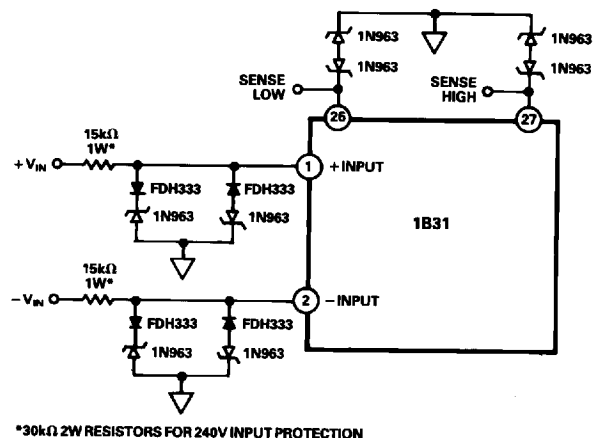 1N963
1N963
1N963
1N963
SENSE
LOW
SENSE
HIGH
26
27
15kΩ
1W*
+VIN
1
+INPUT
FDH333
FDH333
1N963
1N963
1B31
15kΩ
1W*
−VIN
2
−INPUT
FDH333
FDH333
1N963
1N963
*30kΩ 2W RESISTORS FOR 240V INPUT PROTECTION